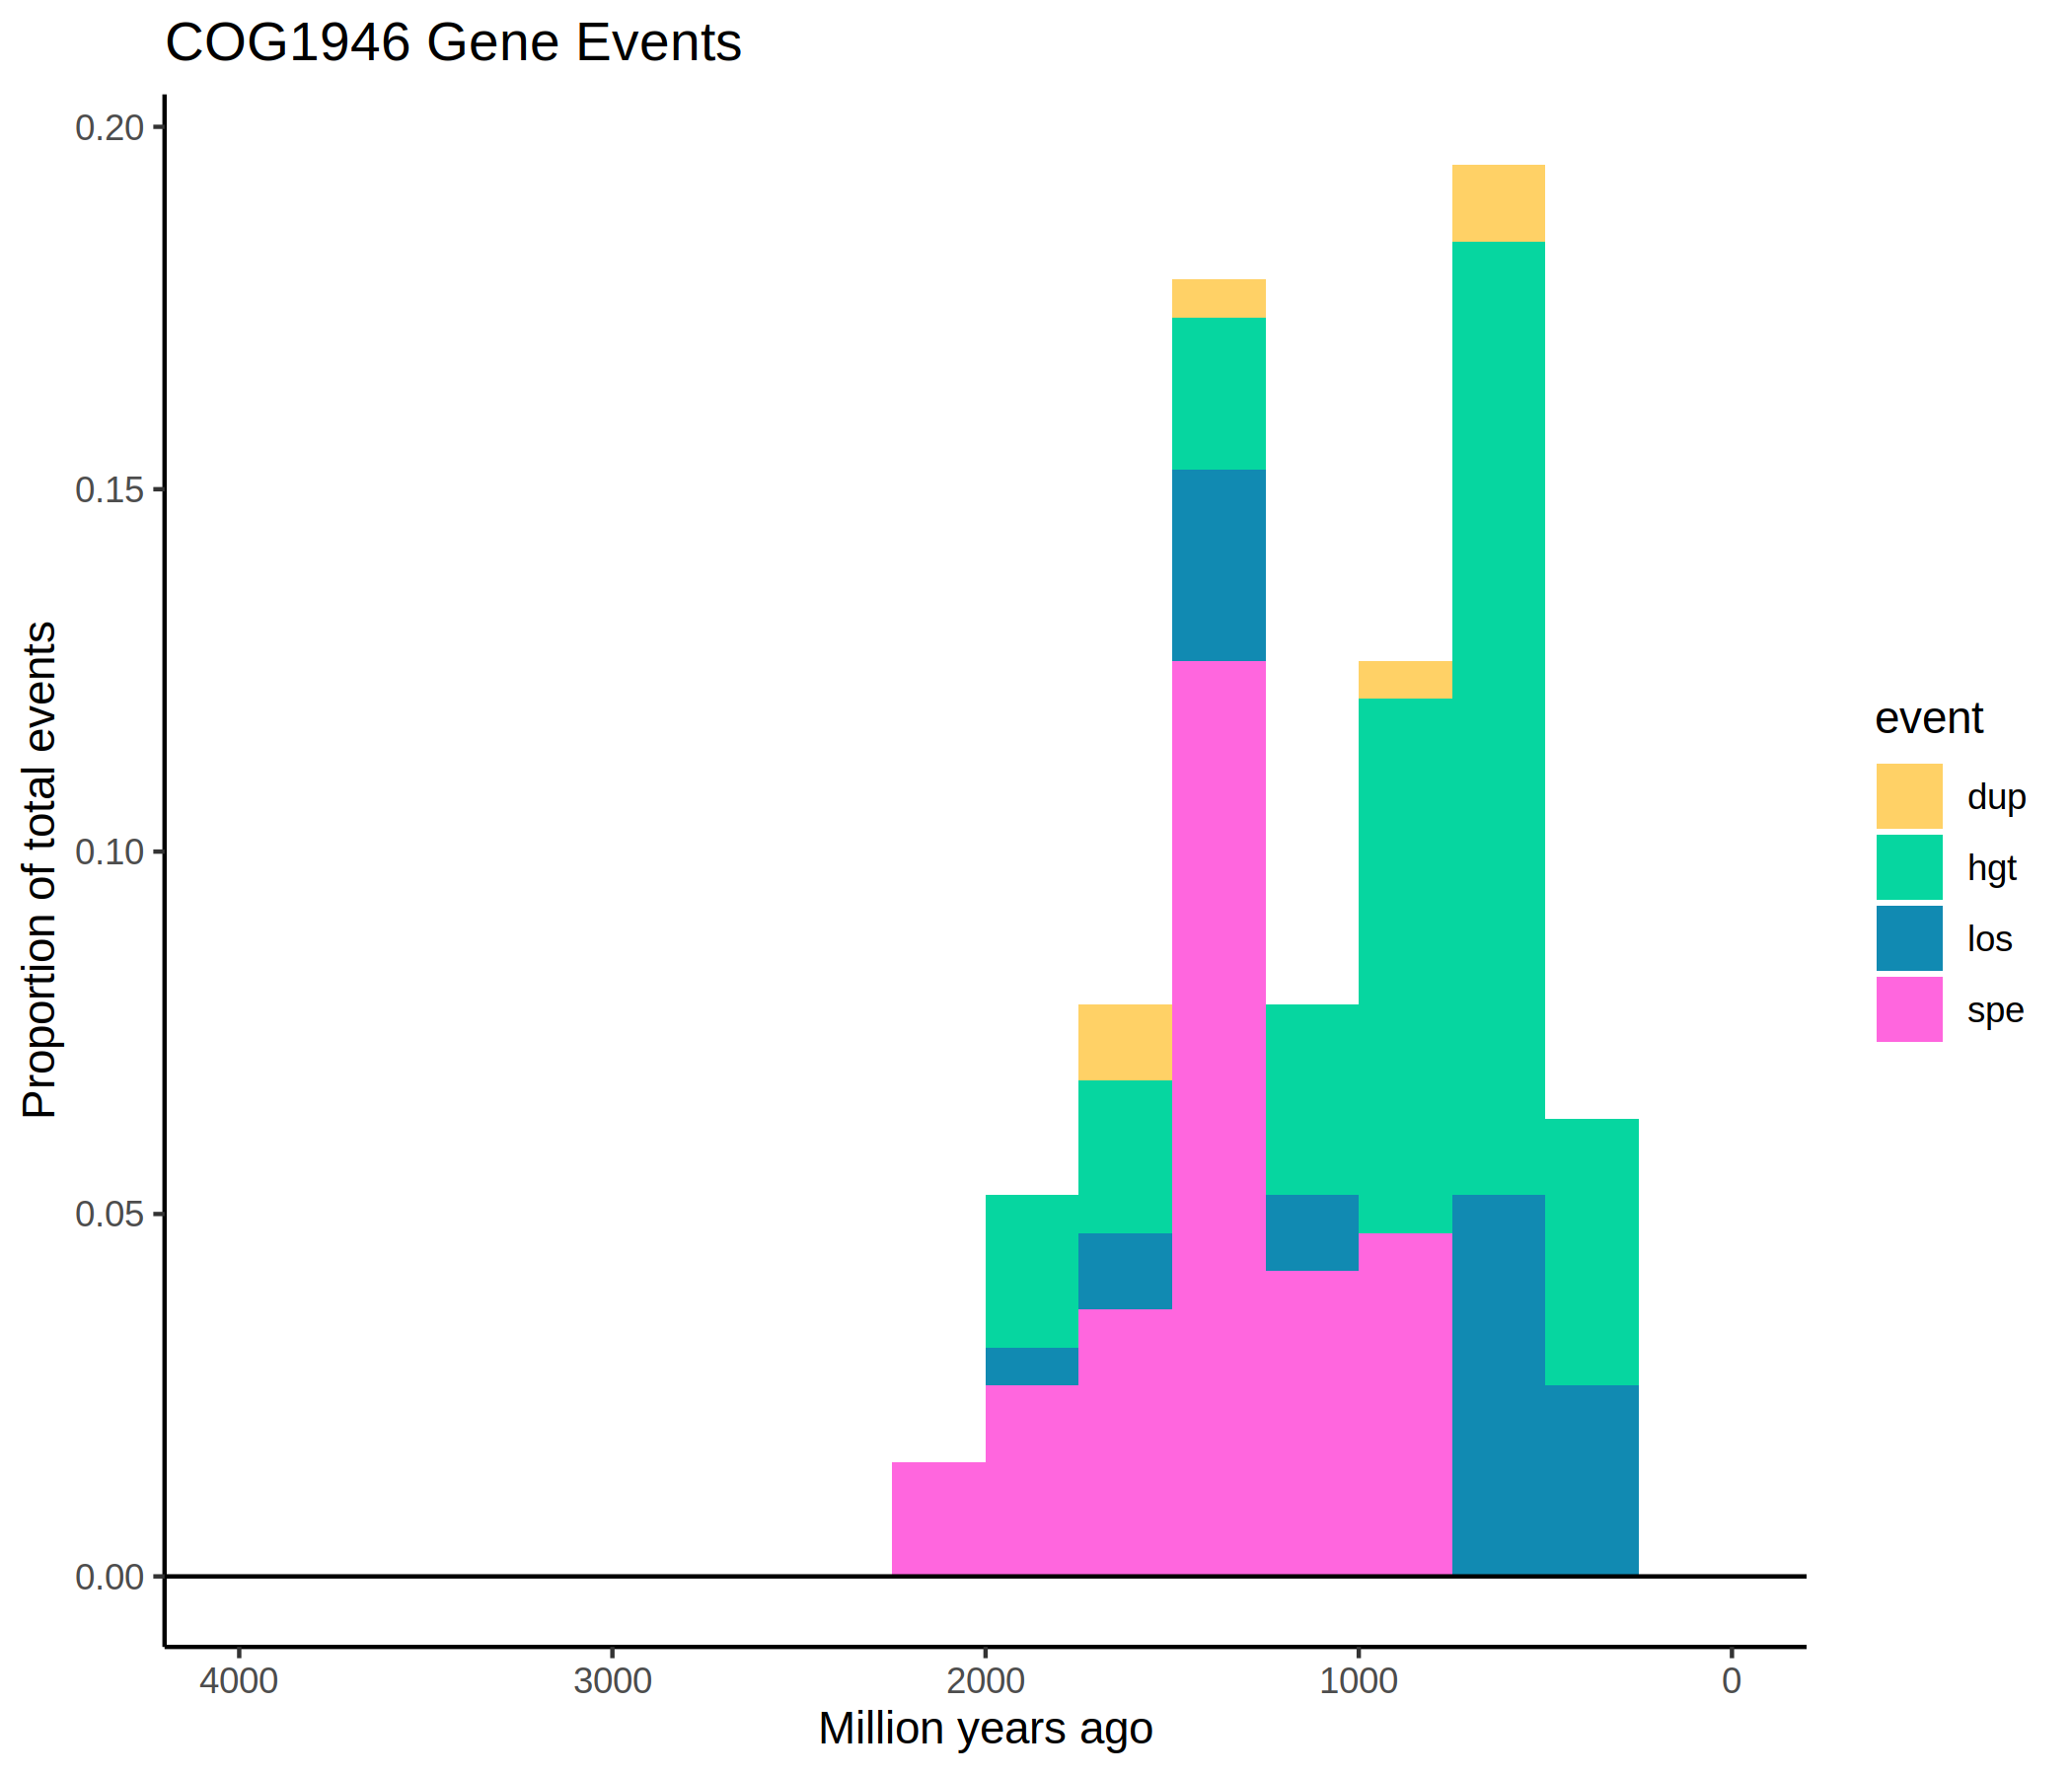 COG1946 Gene Events
Proportion of total events
0.20
0.15
0.10
0.05
0.00
4000 3000 2000 1000 0
Million years ago
event
dup
hgt
los
spe